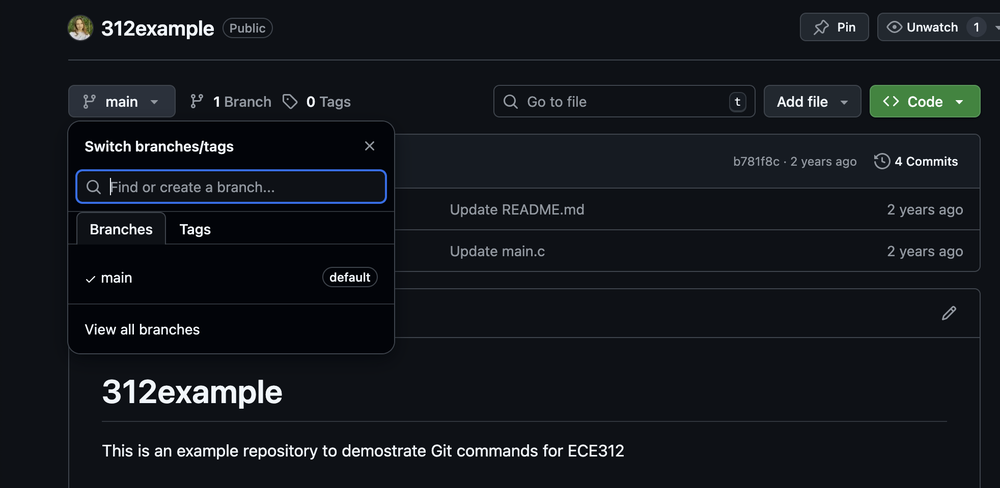 312example Public
Pin
Unwatch 1
main
1 Branch
0 Tags
Go to file
t
Add file
Code
Switch branches/tags
Find or create a branch...
Branches
Tags
main
default
View all branches
b781f8c · 2 years ago
4 Commits
Update README.md
2 years ago
Update main.c
2 years ago
312example
This is an example repository to demostrate Git commands for ECE312